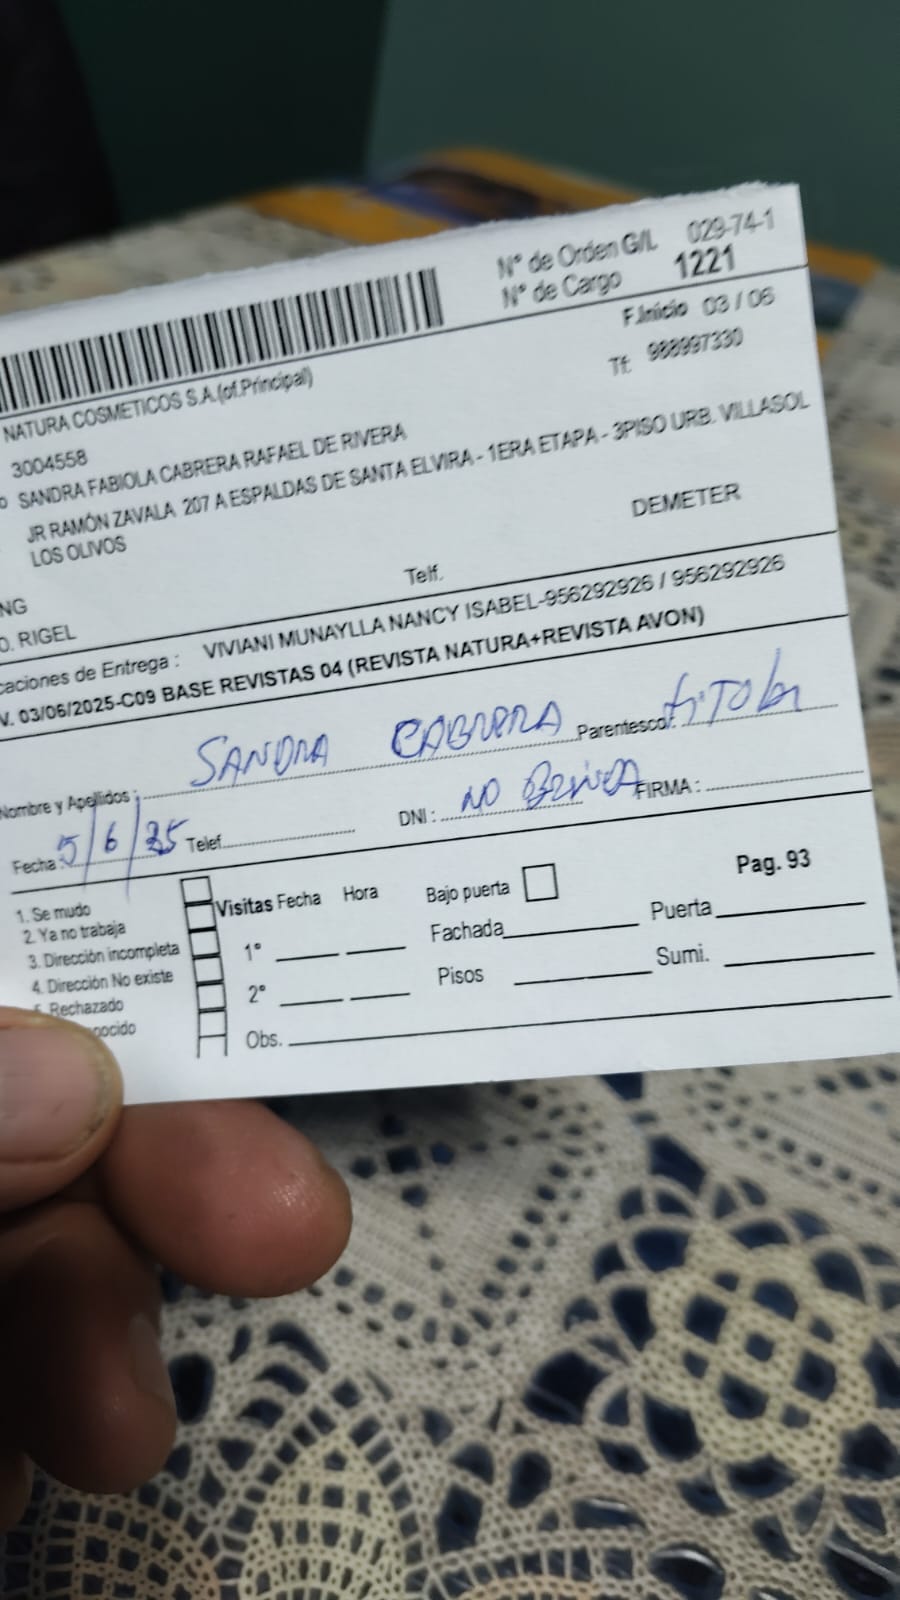 N° de Orden G/L 029-74-1
N° de Cargo 1221
F.Inicio 03 / 06
Tf: 988997330
NATURA COSMETICOS S.A.(of.Principal)
3004558
o SANDRA FABIOLA CABRERA RAFAEL DE RIVERA
JR RAMÓN ZAVALA 207 A ESPALDAS DE SANTA ELVIRA - 1ERA ETAPA - 3PISO URB. VILLASOL
LOS OLIVOS
DEMETER
NG
Telf.
O. RIGEL
caciones de Entrega : VIVIANI MUNAYLLA NANCY ISABEL-956292926 / 956292926
V. 03/06/2025-C09 BASE REVISTAS 04 (REVISTA NATURA+REVISTA AVON)
Nombre y Apellidos : SANDRA CABRERA Parentesco: titular
Fecha : 5/6/25 Telef. DNI : NO BRINDA FIRMA :
1. Se mudo
2. Ya no trabaja
3. Dirección incompleta
4. Dirección No existe
5. Rechazado
nocido
Visitas Fecha Hora Bajo puerta Pag. 93
1° Fachada Puerta
2° Pisos Sumi.
Obs.